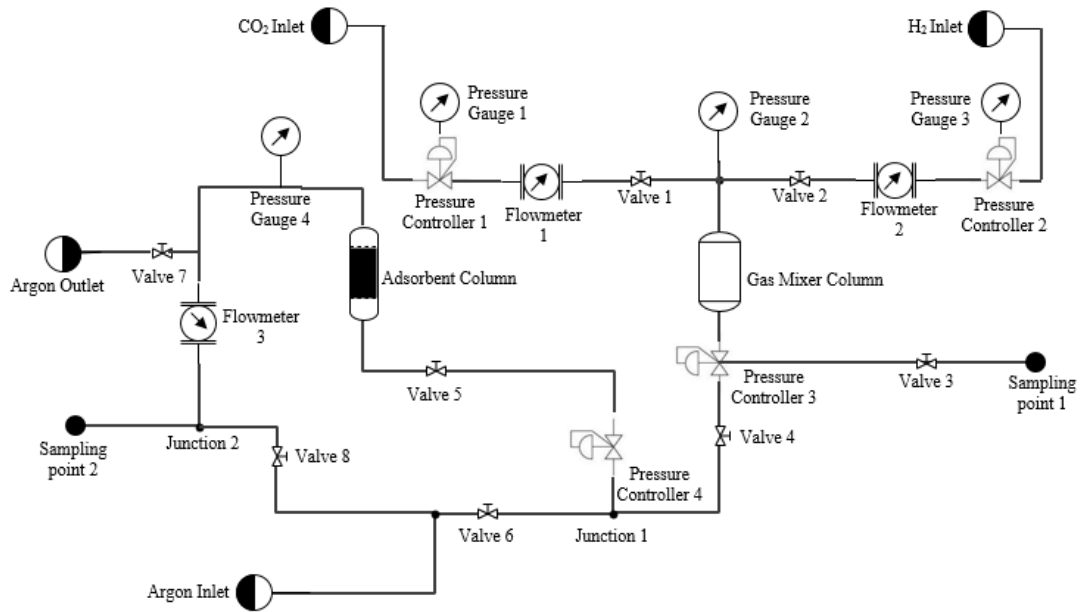 CO₂ Inlet
H₂ Inlet
Pressure
Gauge 1
Pressure
Gauge 2
Pressure
Gauge 3
Pressure
Gauge 4
Pressure
Controller 1
Flowmeter
1
Valve 1
Valve 2
Flowmeter
2
Pressure
Controller 2
Argon Outlet
Valve 7
Adsorbent Column
Gas Mixer Column
Flowmeter
3
Valve 5
Pressure
Controller 3
Valve 3
Sampling
point 1
Sampling
point 2
Junction 2
Valve 8
Valve 4
Pressure
Controller 4
Valve 6
Junction 1
Argon Inlet